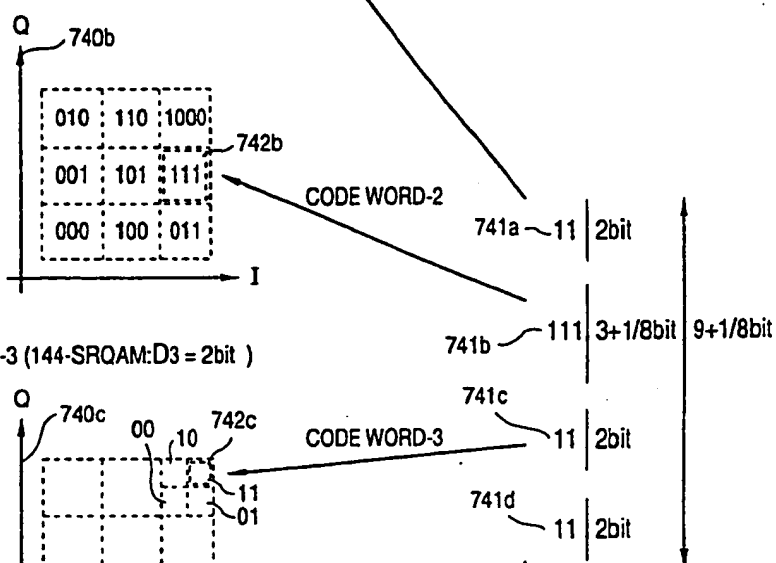 Q
740b
010 110 1000
742b
001 101 111
CODE WORD-2
000 100 011
741a 11 2bit
I
741b 111 3+1/8bit 9+1/8bit
-3 (144-SRQAM:D3 = 2bit )
741c
Q
740c
00 10 742c
CODE WORD-3
11 2bit
11
01
741d
11 2bit